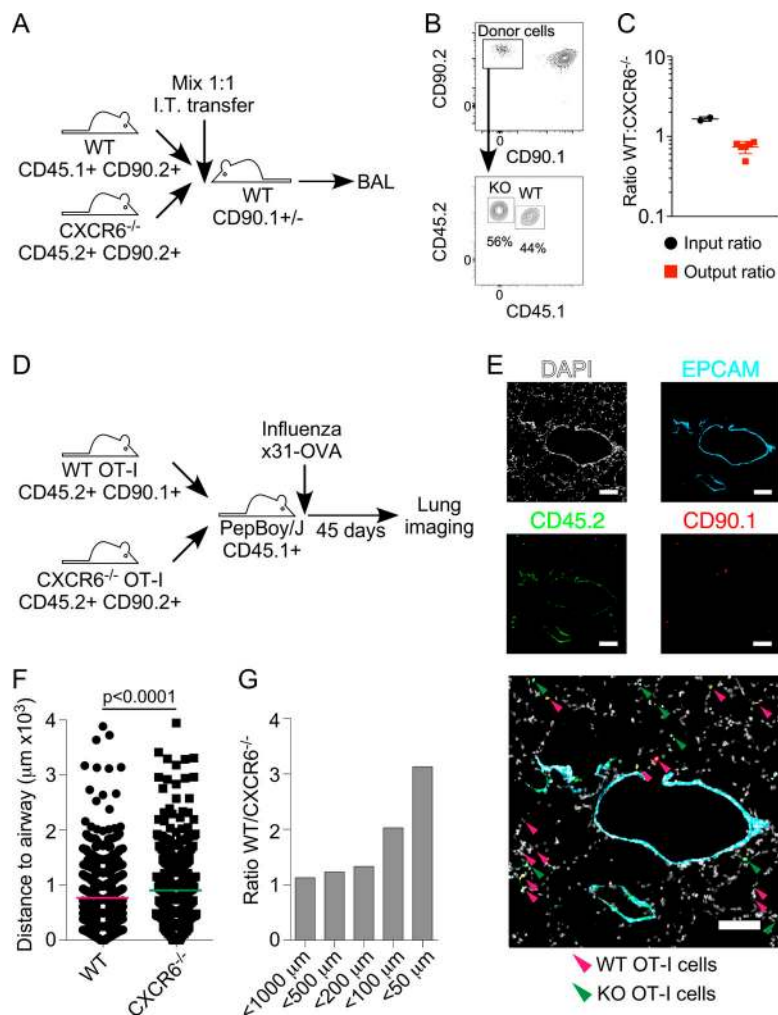 A
Mix 1:1
I.T. transfer
WT
CD45.1+ CD90.2+
CXCR6-/-
CD45.2+ CD90.2+
WT
CD90.1+/-
BAL
B
Donor cells
CD90.2
0
0
CD90.1
KO
WT
56%
44%
CD45.2
0
0
CD45.1
C
Ratio WT:CXCR6-/-
10
1
0.1
Input ratio
Output ratio
D
WT OT-I
CD45.2+ CD90.1+
CXCR6-/- OT-I
CD45.2+ CD90.2+
Influenza
x31-OVA
PepBoy/J
CD45.1+
45 days
Lung
imaging
E
DAPI
EPCAM
CD45.2
CD90.1
WT OT-I cells
KO OT-I cells
F
p<0.0001
Distance to airway (µm x10³)
4
3
2
1
0
WT
CXCR6-/-
G
Ratio WT/CXCR6-/-
4
3
2
1
0
<1000 µm
<500 µm
<200 µm
<100 µm
<50 µm